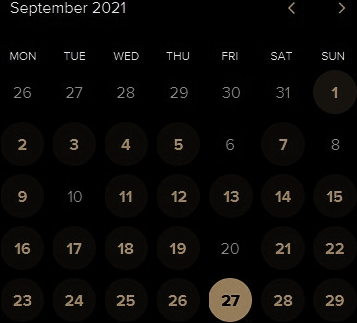 September 2021
MON TUE WED THU FRI SAT SUN
26 27 28 29 30 31 1
2 3 4 5 6 7 8
9 10 11 12 13 14 15
16 17 18 19 20 21 22
23 24 25 26 27 28 29